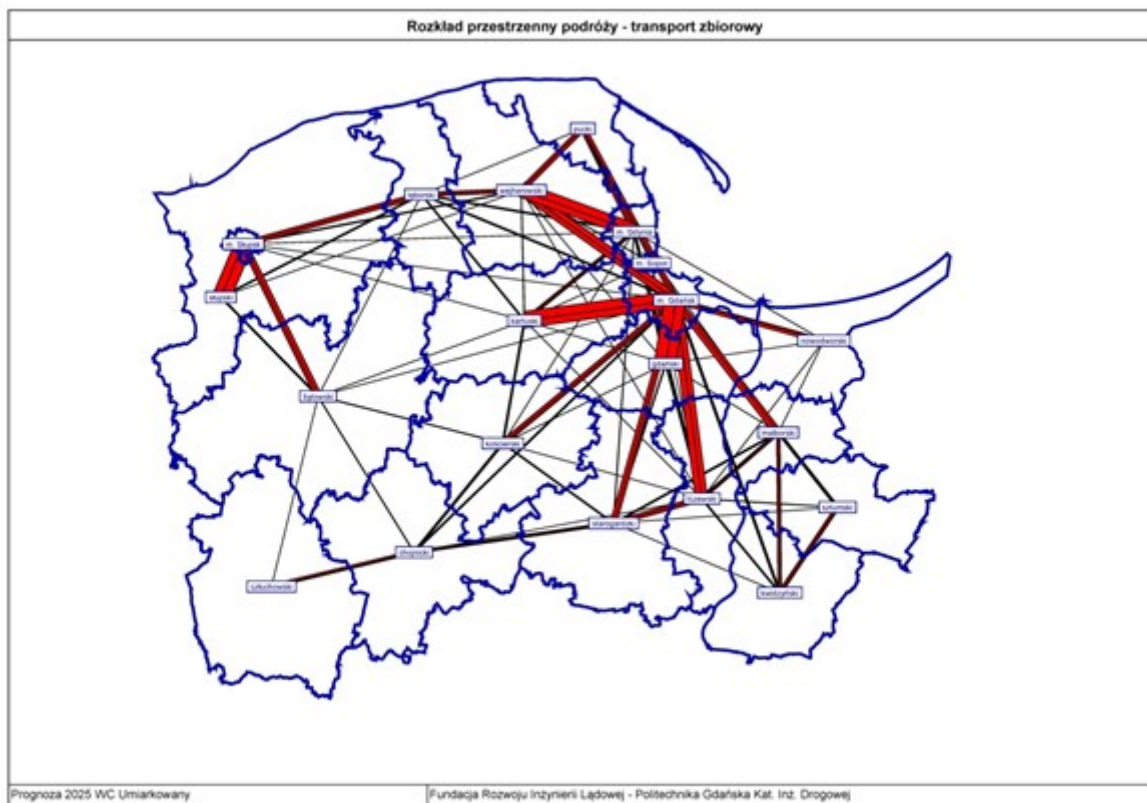 Rozkład przestrzenny podróży - transport zbiorowy
pucki
lęborski
wejherowski
m. Gdynia
m. Słupsk
m. Sopot
słupski
m. Gdańsk
kartuski
nowodworski
gdański
bytowski
malborski
kościerski
tczewski
sztumski
starogardzki
chojnicki
człuchowski
kwidzyński
Prognoza 2025 WC Umiarkowany
Fundacja Rozwoju Inżynierii Lądowej - Politechnika Gdańska Kat. Inż. Drogowej